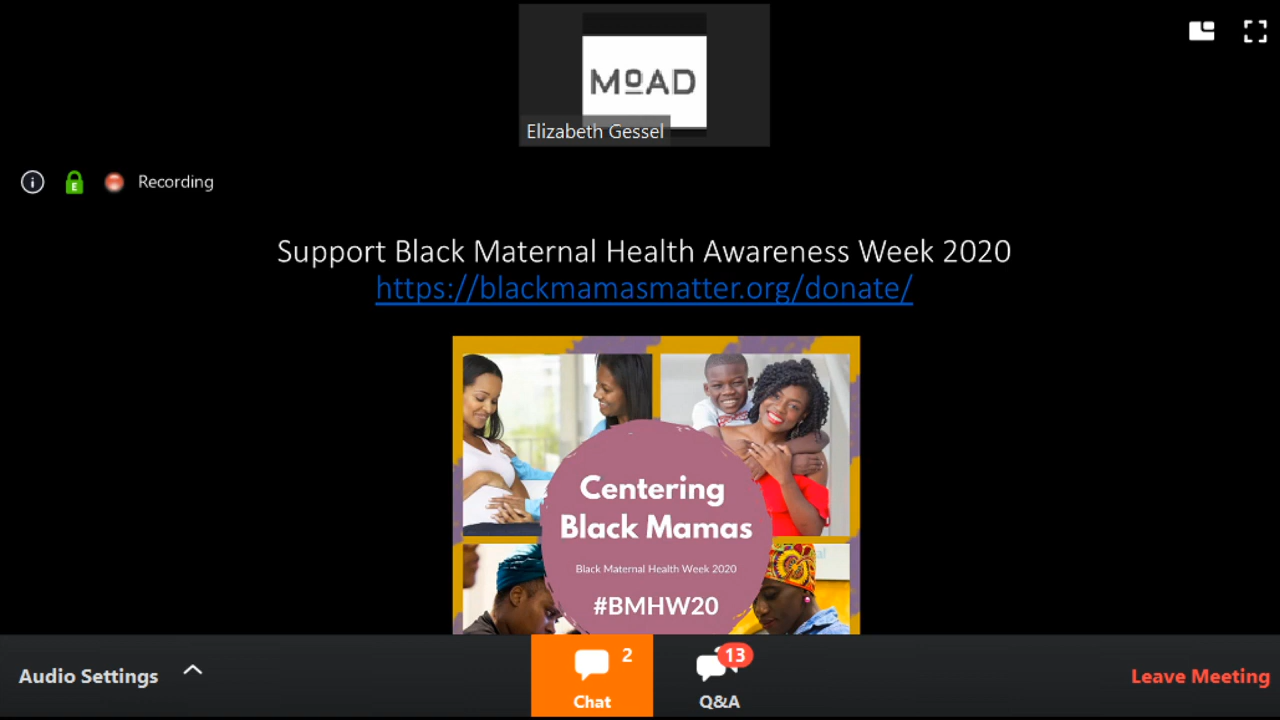 MoAD
Elizabeth Gessel
E
Recording
Support Black Maternal Health Awareness Week 2020
https://blackmamasmatter.org/donate/
Centering
Black Mamas
Black Maternal Health Week 2020
#BMHW20
Audio Settings
2
Chat
13
Q&A
Leave Meeting